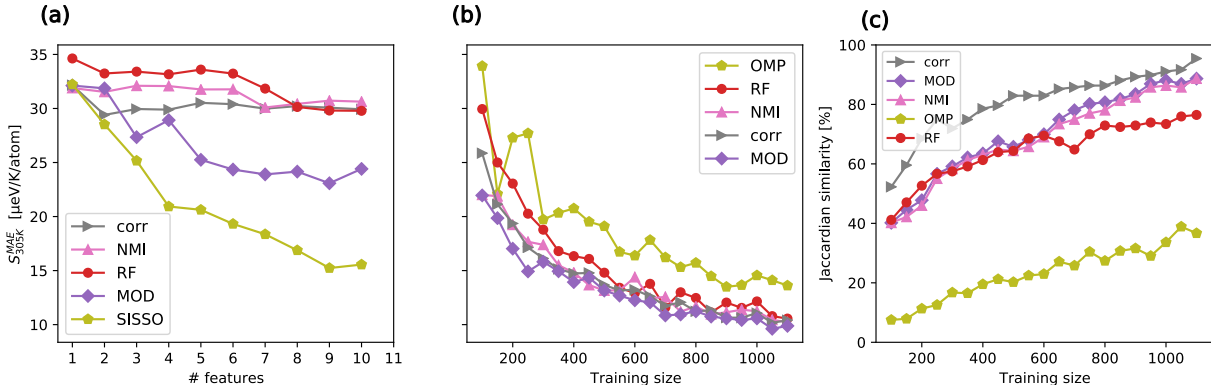 (a)
35
30
25
20
15
10
S^{MAE}_{305K} [μeV/K/atom]
corr
NMI
RF
MOD
SISSO
1 2 3 4 5 6 7 8 9 10 11
# features
(b)
OMP
RF
NMI
corr
MOD
200 400 600 800 1000
Training size
(c)
100
80
60
40
20
0
Jaccardian similarity [%]
corr
MOD
NMI
OMP
RF
200 400 600 800 1000
Training size